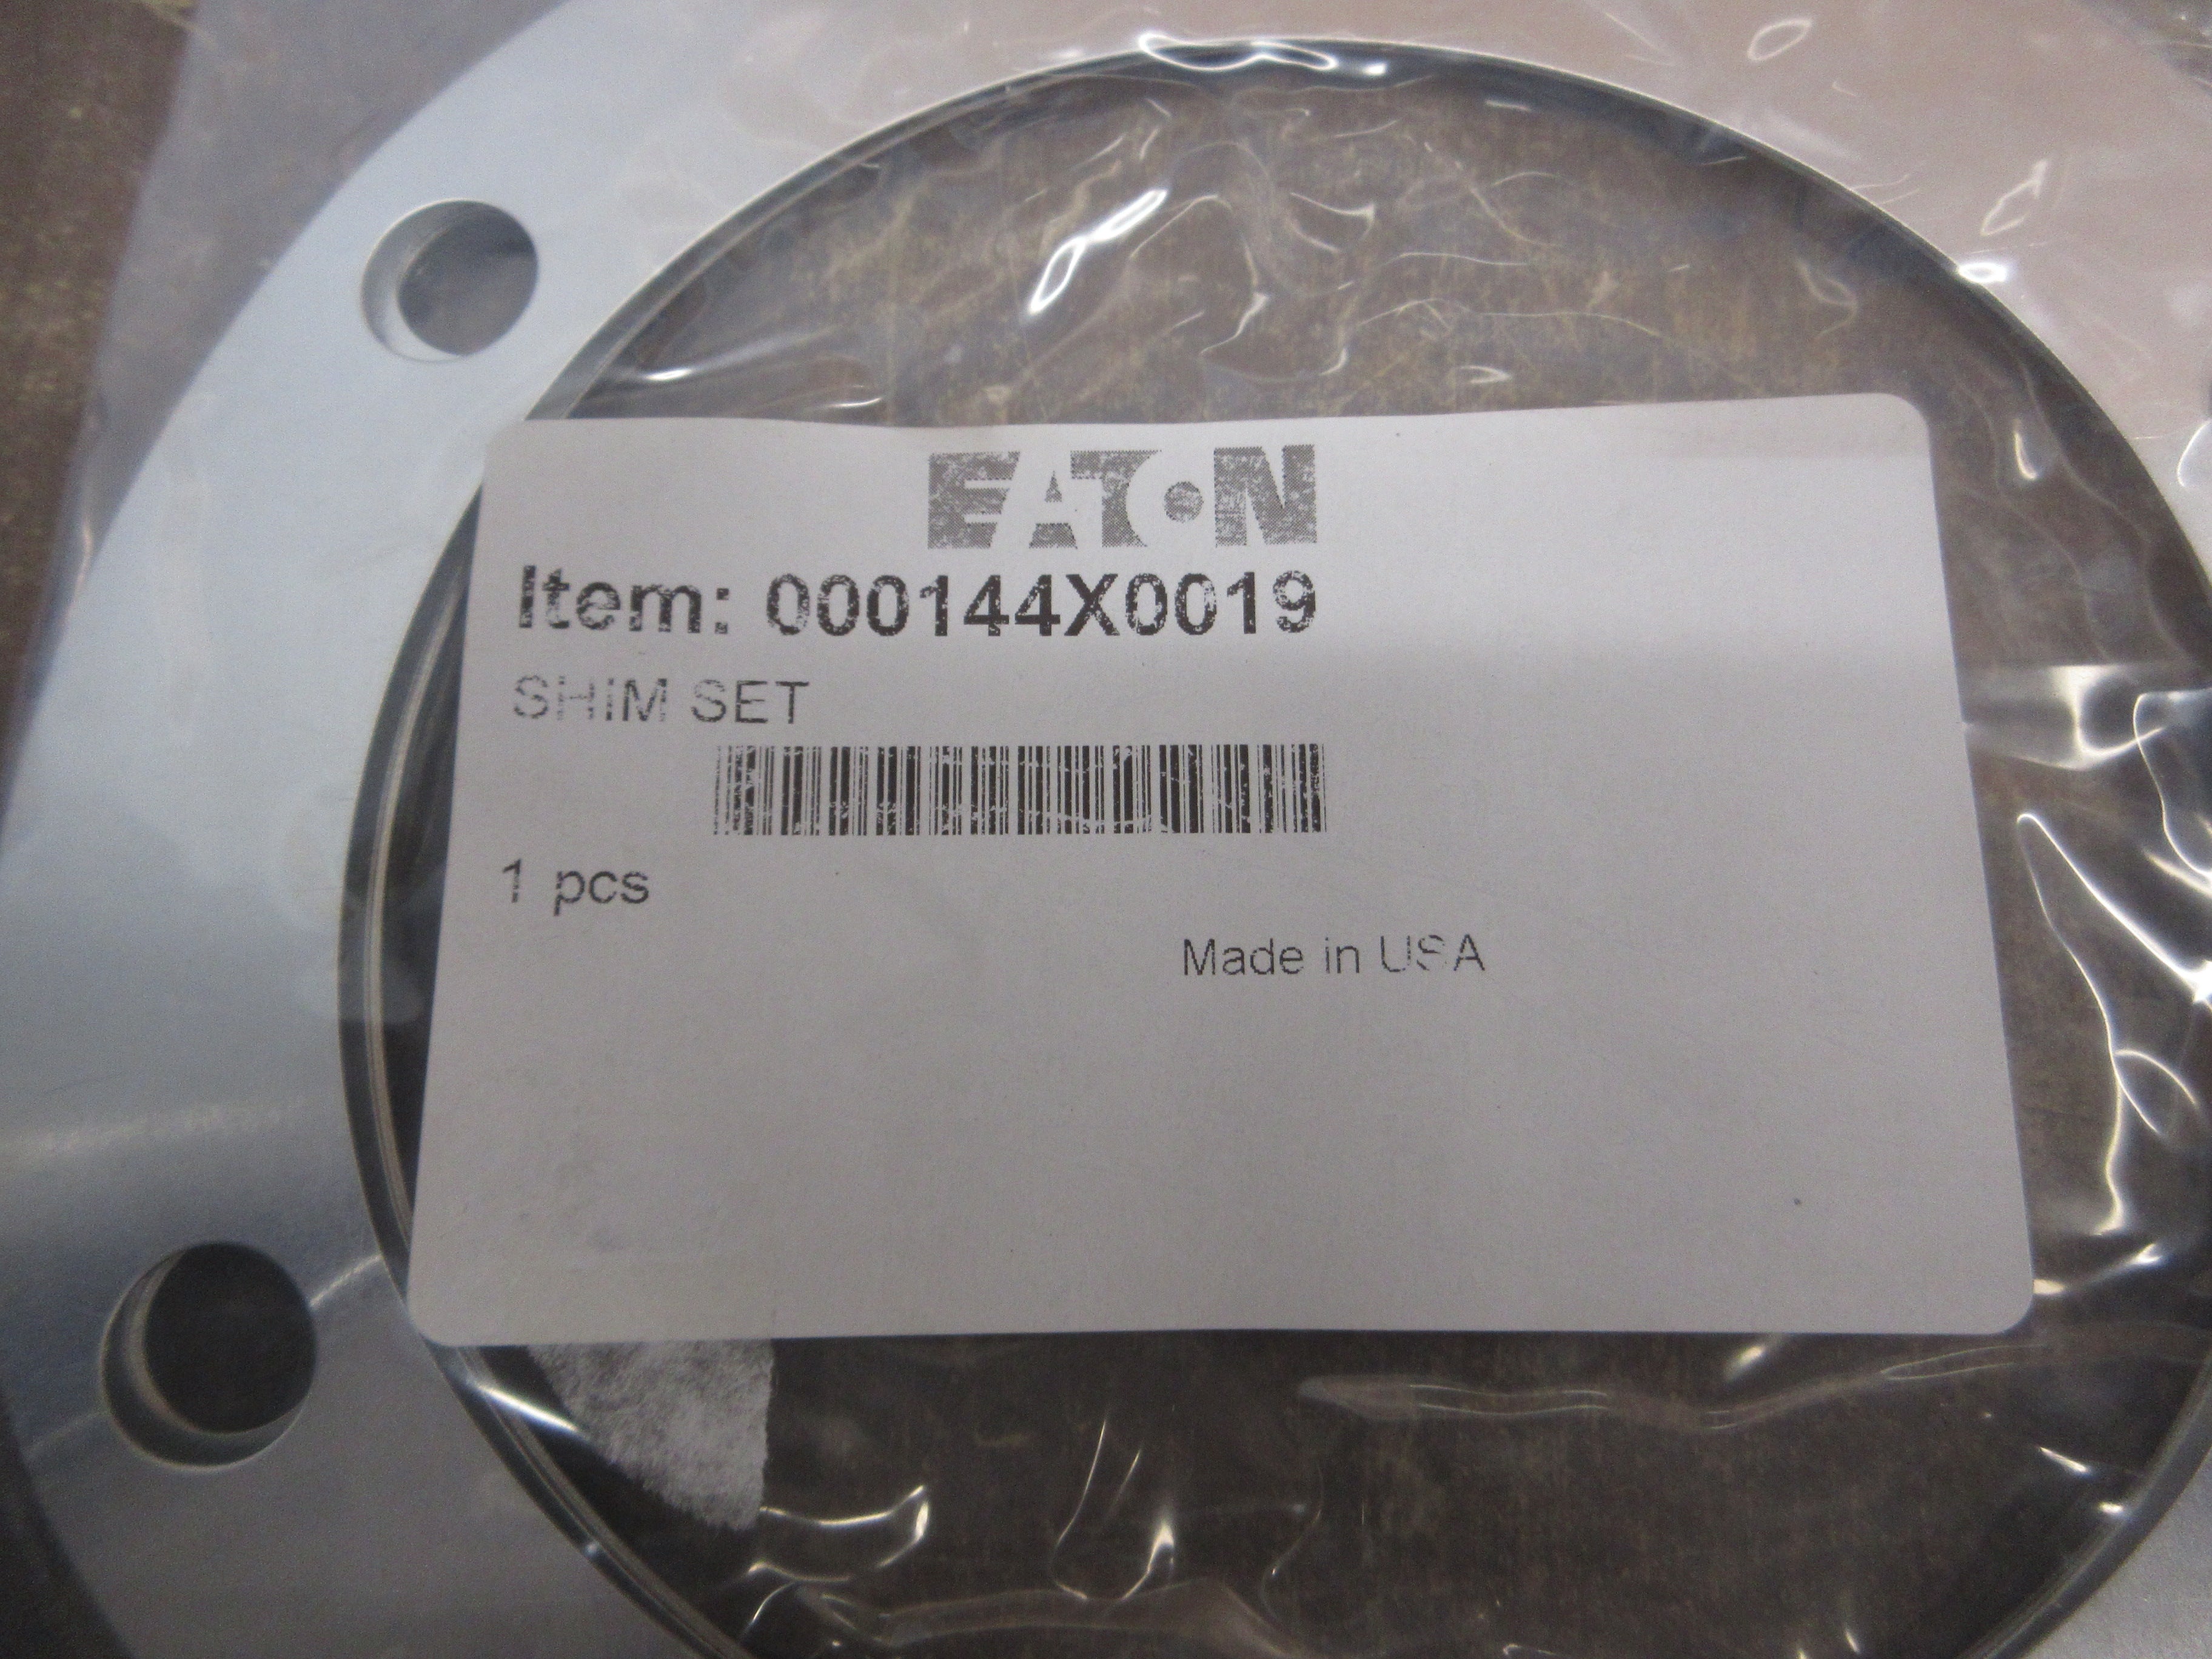 EATON
Item: 000144X0019
SHIM SET
1 pcs
Made in USA